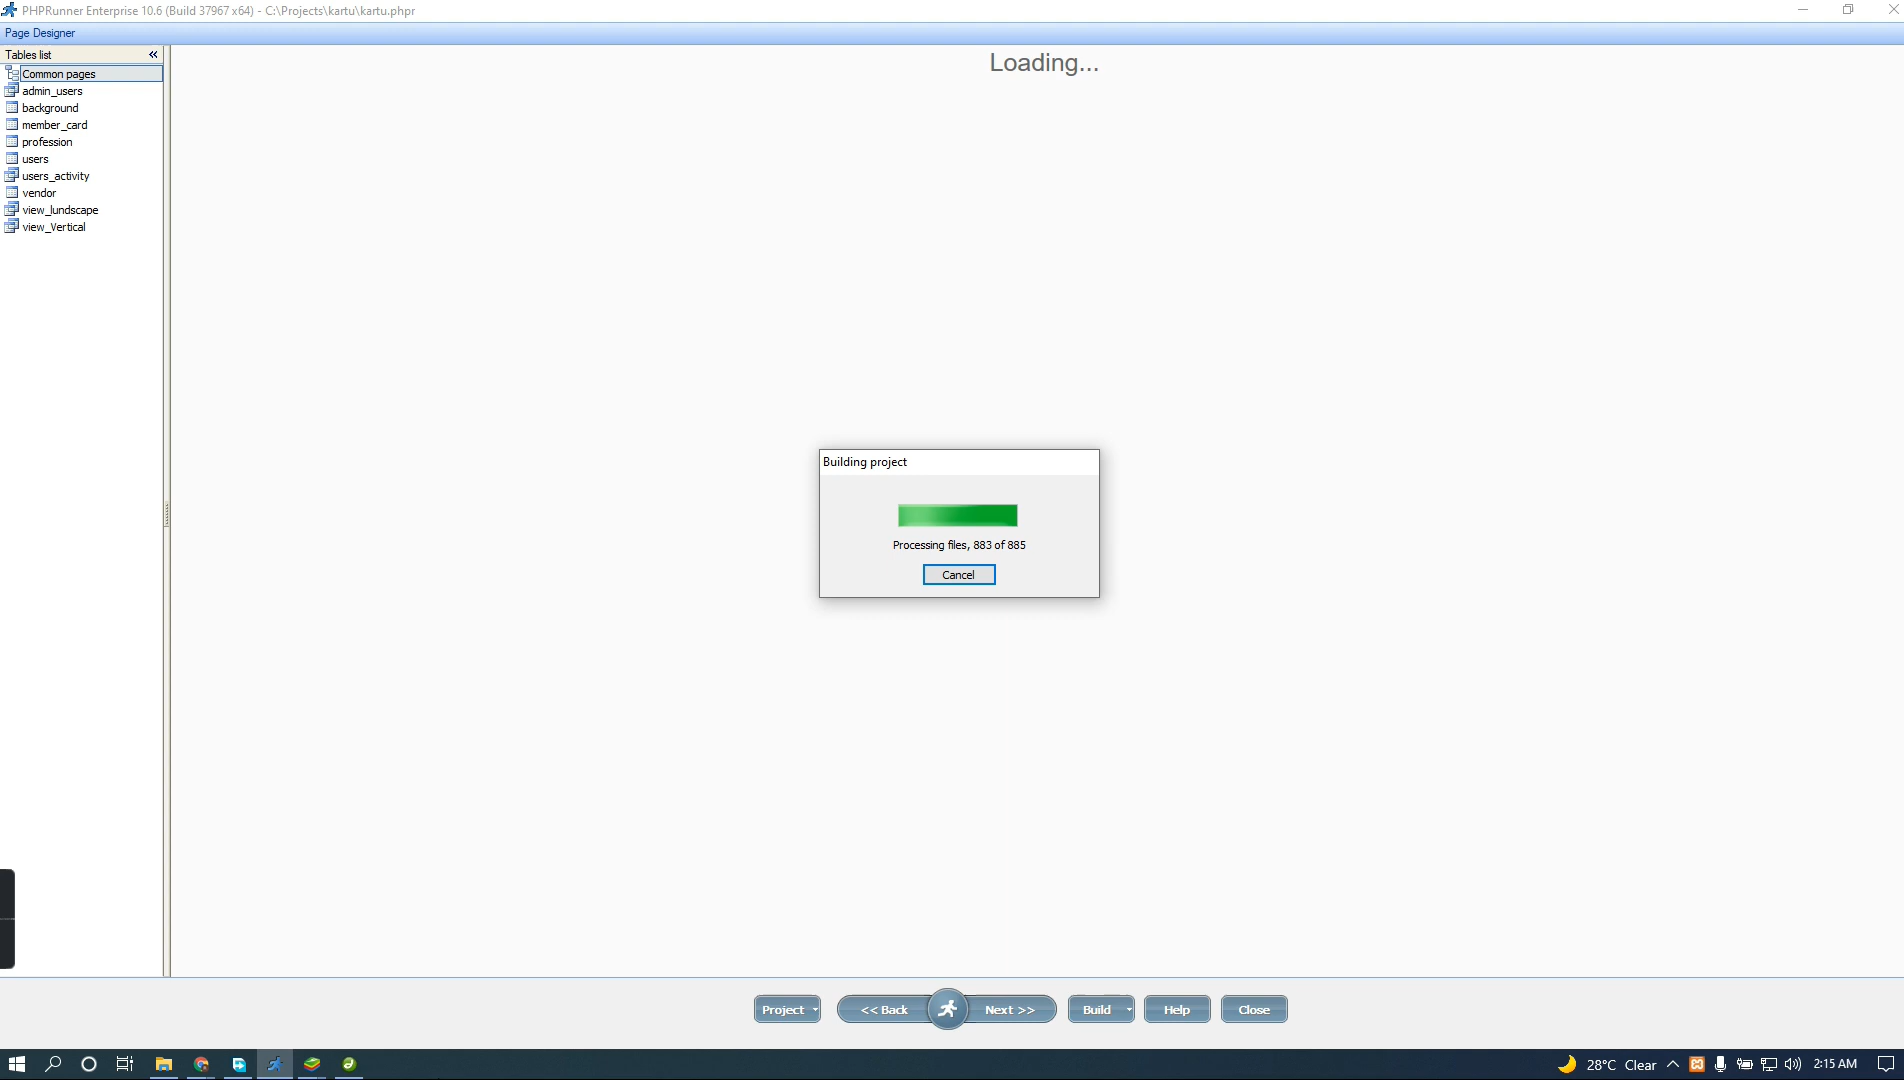 PHPRunner Enterprise 10.6 (Build 37967 x64) - C:\Projects\kartu\kartu.phpr
Page Designer
Tables list «
Loading...
Common pages
admin_users
background
member_card
profession
users
users_activity
vendor
view_lundscape
view_Vertical
Building project
Processing files, 883 of 885
Cancel
Project << Back Next >> Build Help Close
28°C Clear 2:15 AM